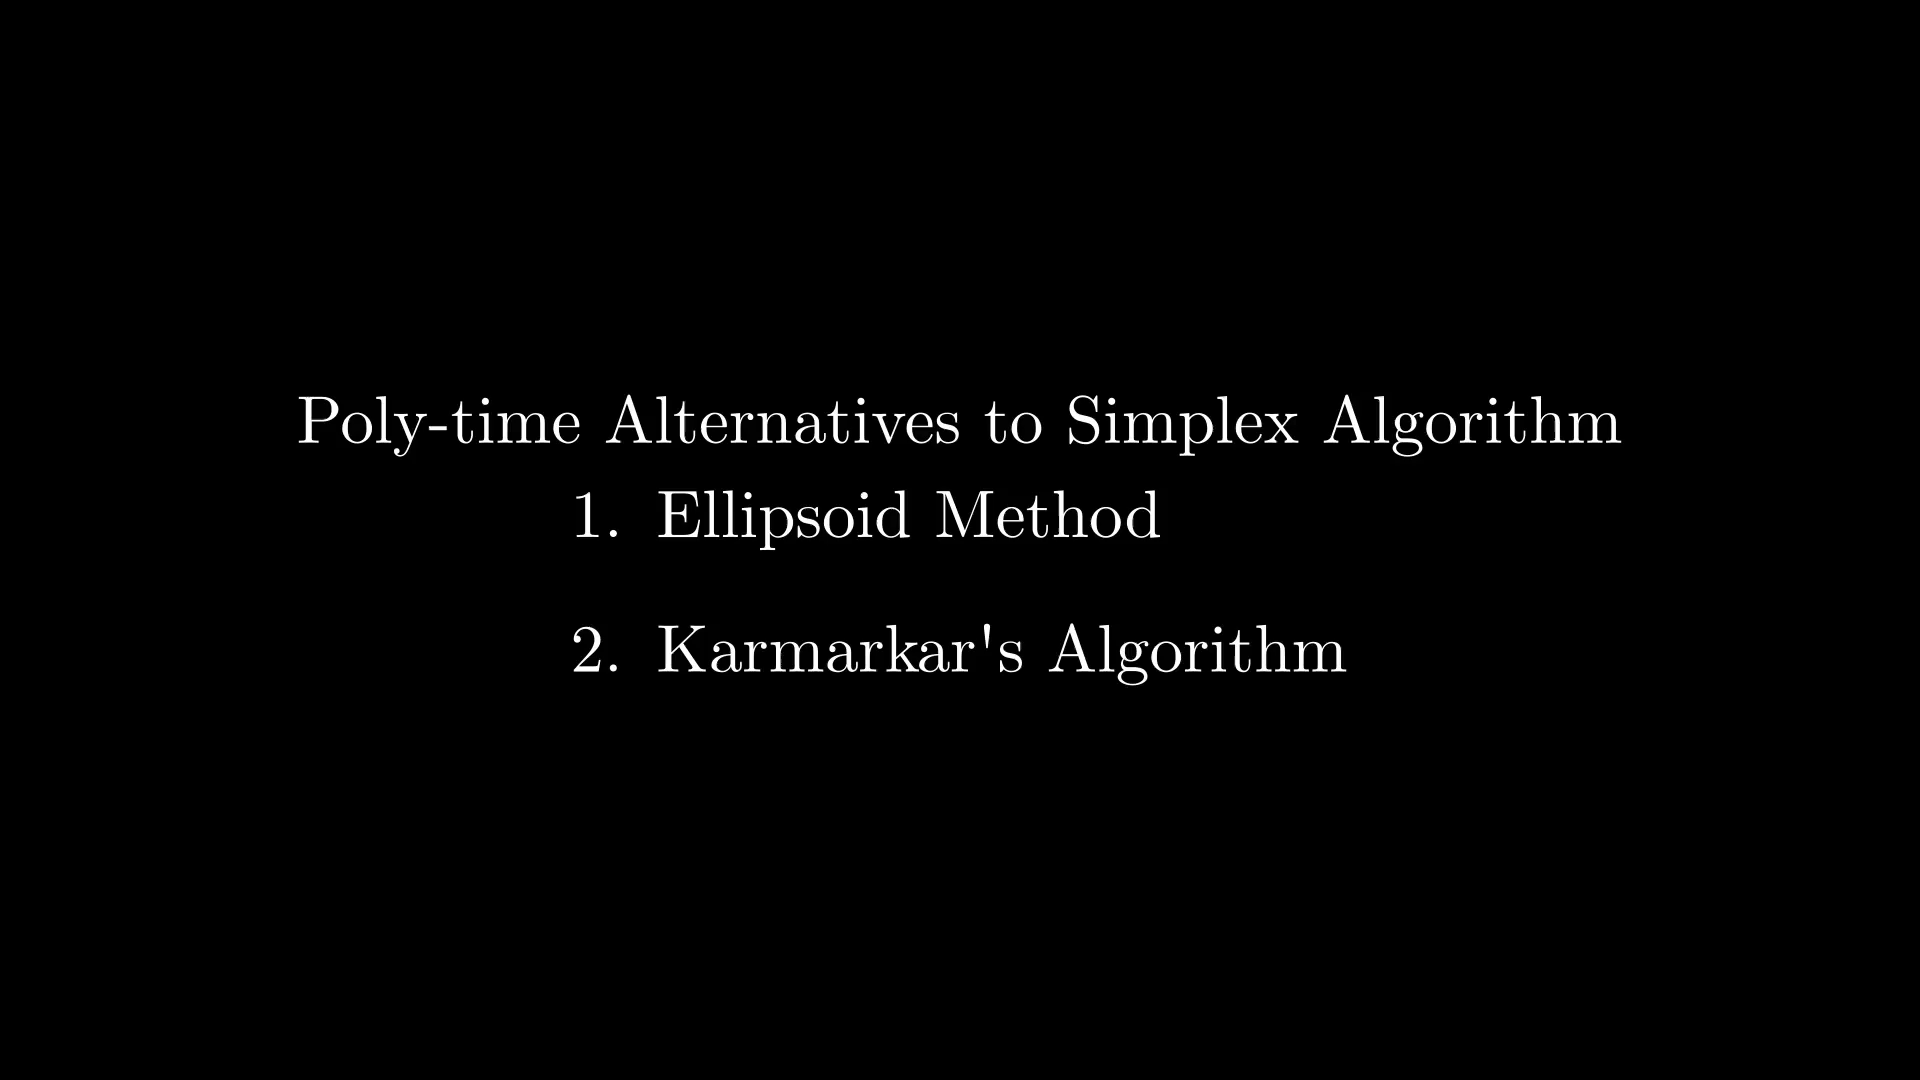 Poly-time Alternatives to Simplex Algorithm
1. Ellipsoid Method
2. Karmarkar's Algorithm